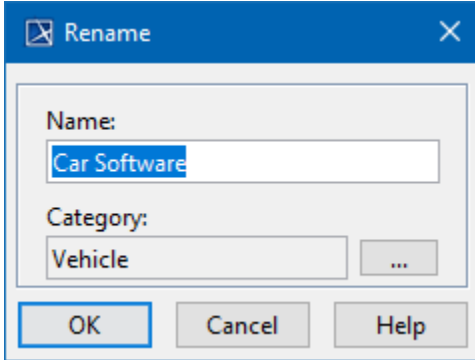 Rename
Name:
Car Software
Category:
Vehicle
...
OK Cancel Help